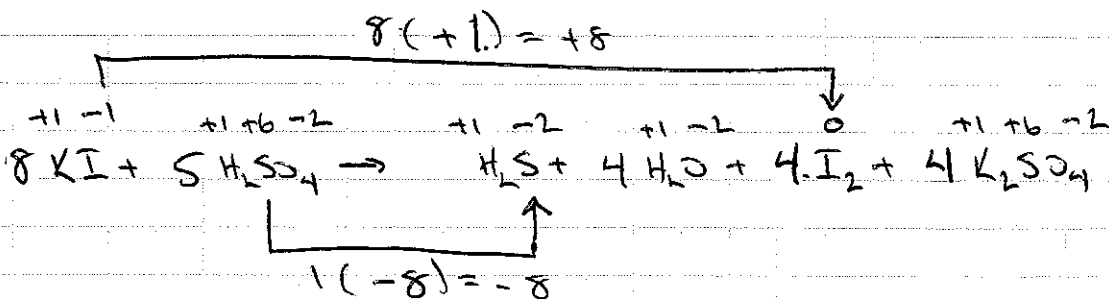 8(+1.) = +8
+1 -1 +1 +6 -2 +1 -2 +1 -2 0 +1 +6 -2
8 KI + 5 H₂SO₄ → H₂S + 4 H₂O + 4.I₂ + 4 K₂SO₄
1(-8) = -8